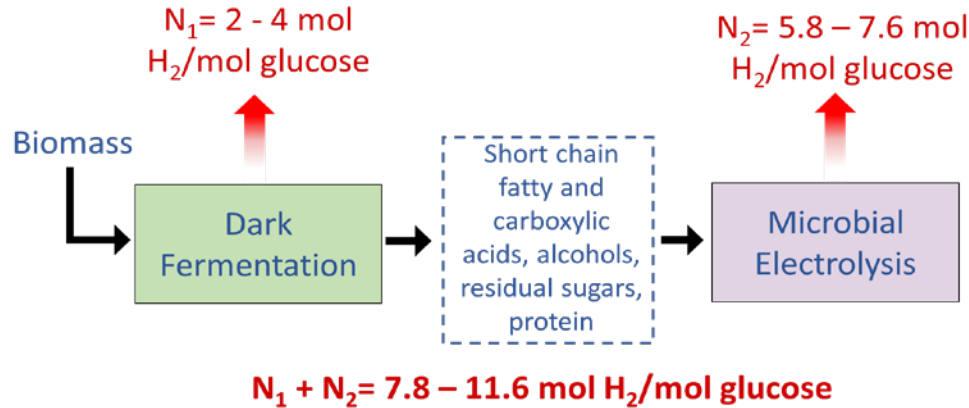 N₁= 2 - 4 mol
H₂/mol glucose
N₂= 5.8 – 7.6 mol
H₂/mol glucose
Biomass
Dark
Fermentation
Short chain
fatty and
carboxylic
acids, alcohols,
residual sugars,
protein
Microbial
Electrolysis
N₁ + N₂= 7.8 – 11.6 mol H₂/mol glucose